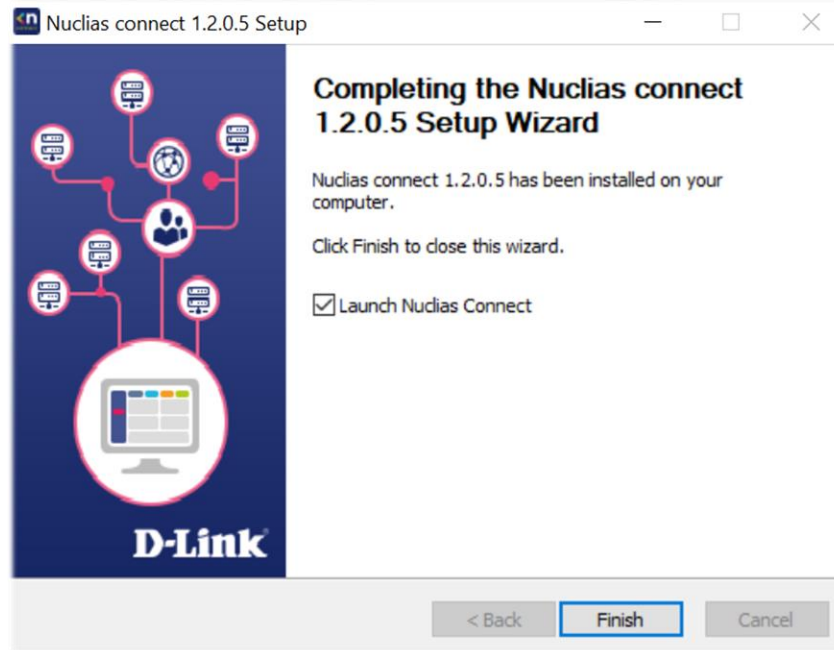 Nuclias connect 1.2.0.5 Setup
Completing the Nuclias connect
1.2.0.5 Setup Wizard
Nuclias connect 1.2.0.5 has been installed on your
computer.
Click Finish to close this wizard.
Launch Nuclias Connect
D-Link
< Back
Finish
Cancel